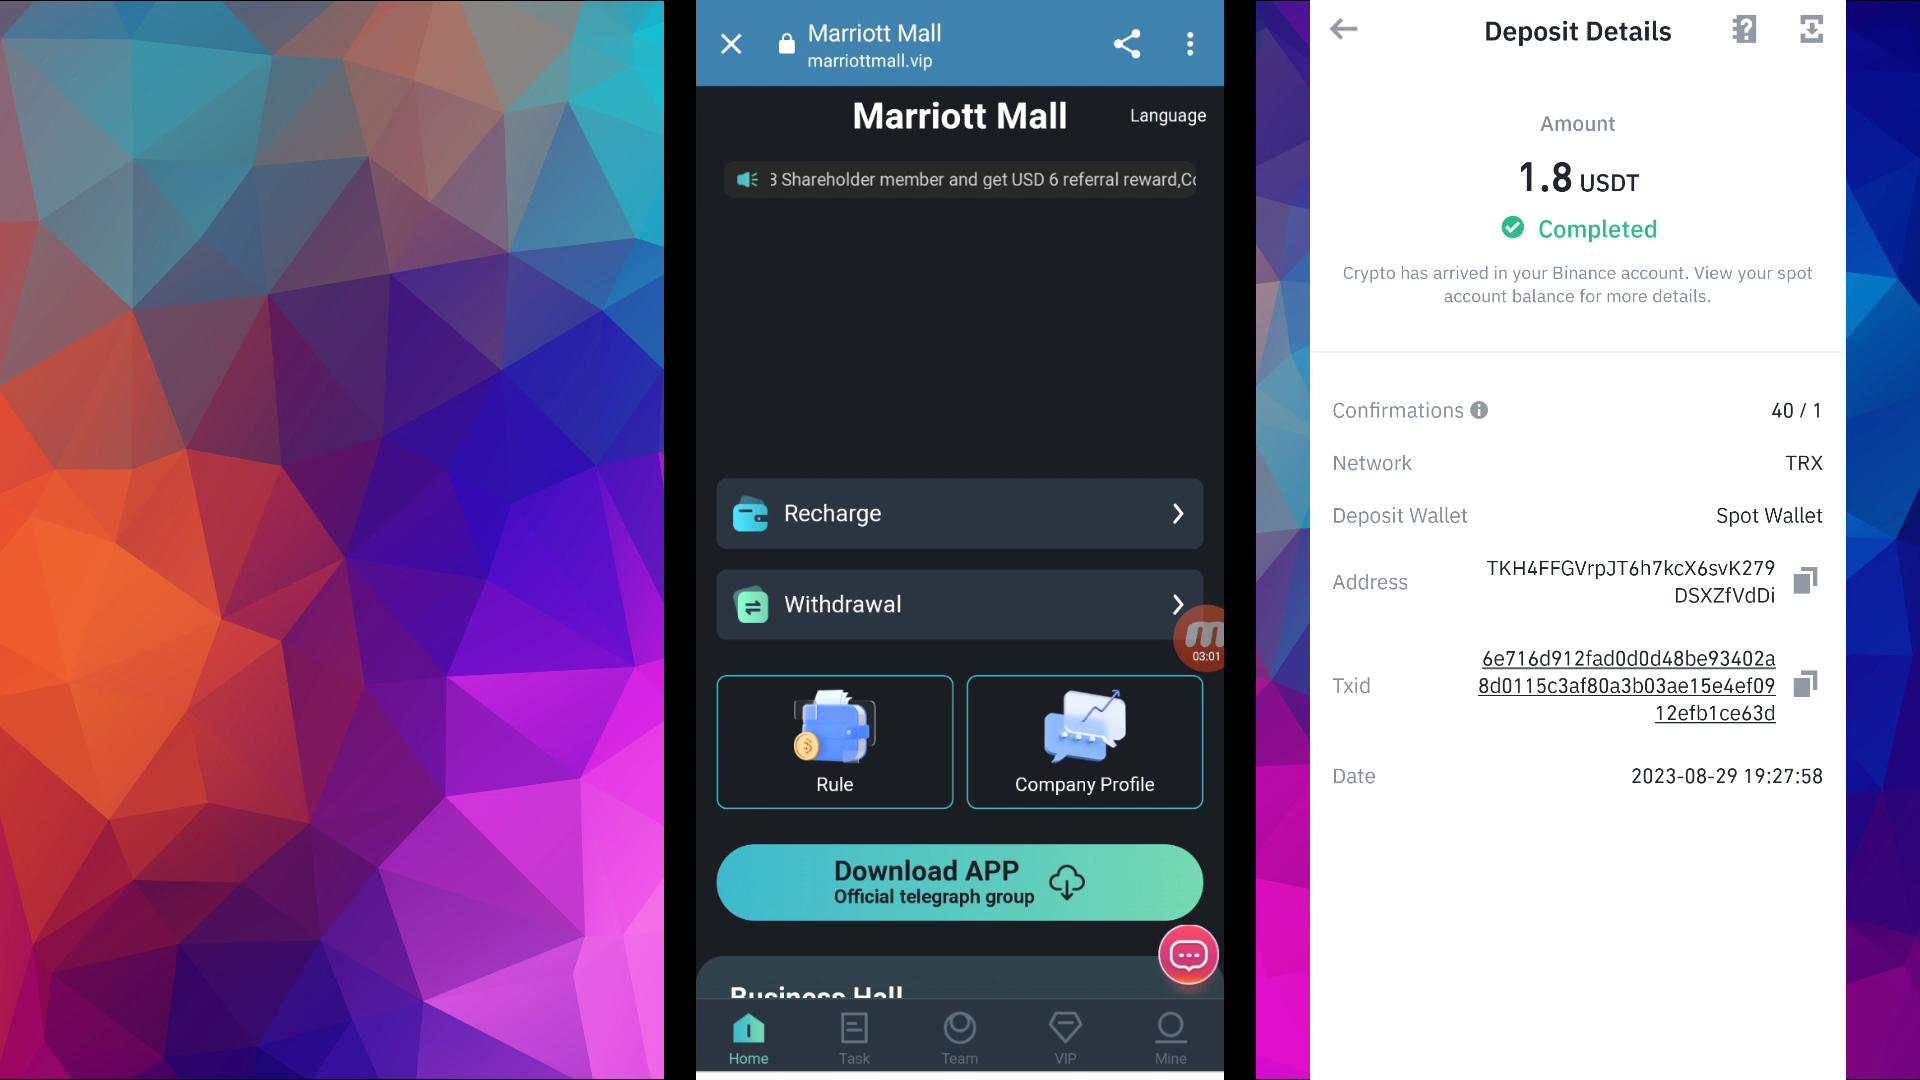 Marriott Mall
marriottmall.vip
Marriott Mall
Language
3 Shareholder member and get USD 6 referral reward,Co
Recharge
Withdrawal
03:01
Rule
Company Profile
Download APP
Official telegraph group
Business Hall
Home
Task
Team
VIP
Mine
Deposit Details
Amount
1.8 USDT
Completed
Crypto has arrived in your Binance account. View your spot
account balance for more details.
Confirmations
40 / 1
Network
TRX
Deposit Wallet
Spot Wallet
Address
TKH4FFGVrpJT6h7kcX6svK279
DSXZfVdDi
Txid
6e716d912fad0d0d48be93402a
8d0115c3af80a3b03ae15e4ef09
12efb1ce63d
Date
2023-08-29 19:27:58